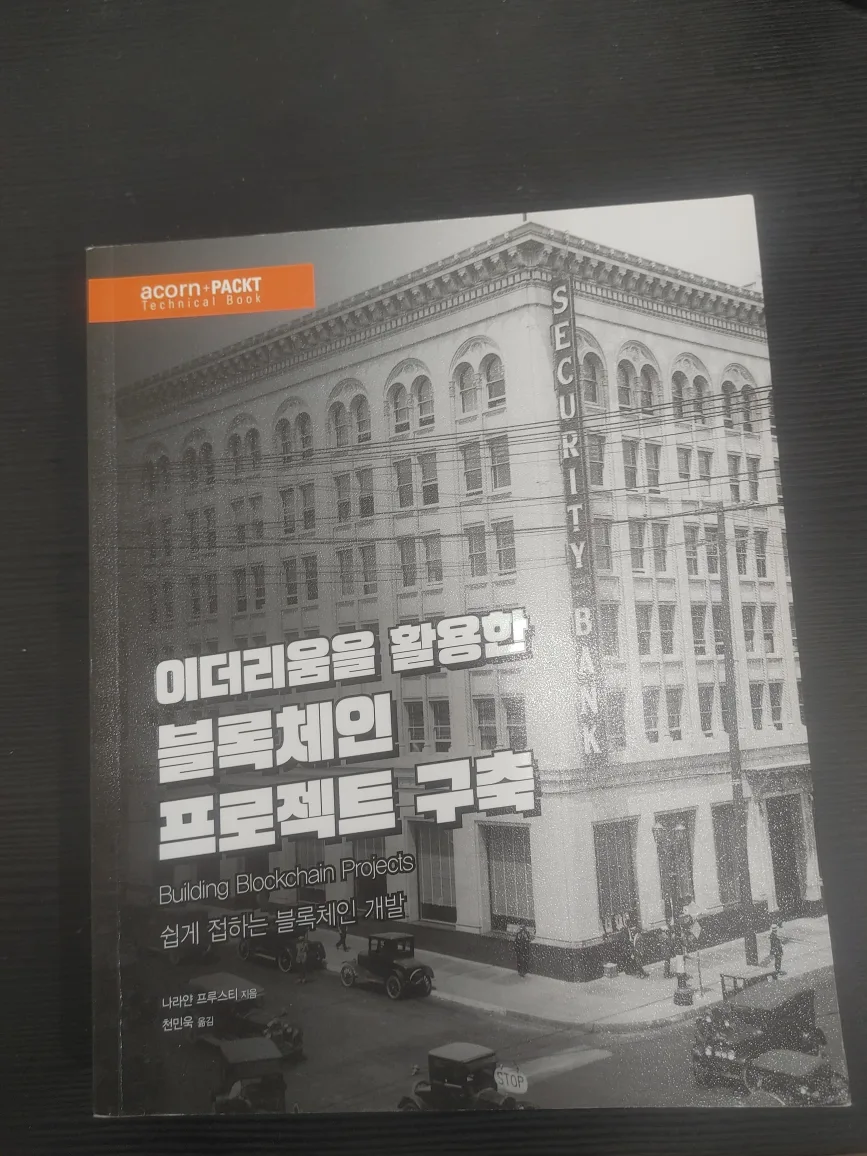 acorn+PACKT
Technical Book
SECURITY BANK
이더리움을 활용한
블록체인
프로젝트 구축
Building Blockchain Projects
쉽게 접하는 블록체인 개발
나라얀 프루스티 지음
천민욱 옮김
STOP